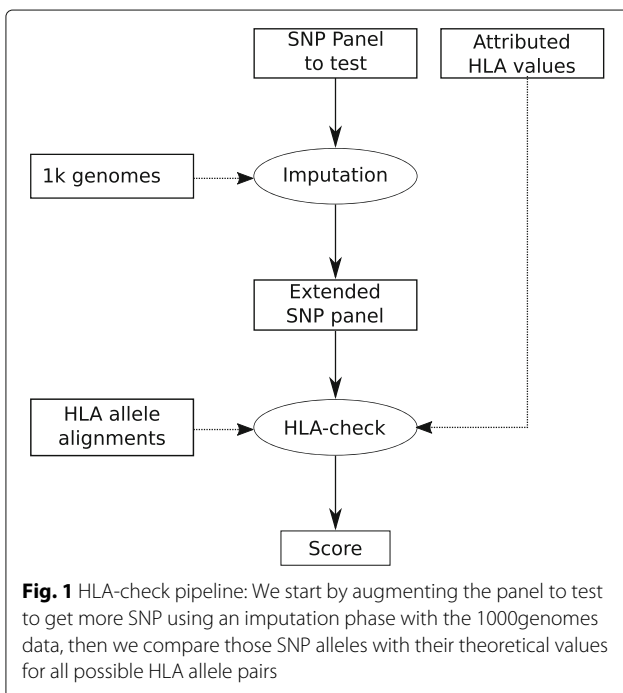 SNP Panel
to test
Attributed
HLA values
1k genomes
Imputation
Extended
SNP panel
HLA allele
alignments
HLA-check
Score
Fig. 1 HLA-check pipeline: We start by augmenting the panel to test
to get more SNP using an imputation phase with the 1000genomes
data, then we compare those SNP alleles with their theoretical values
for all possible HLA allele pairs